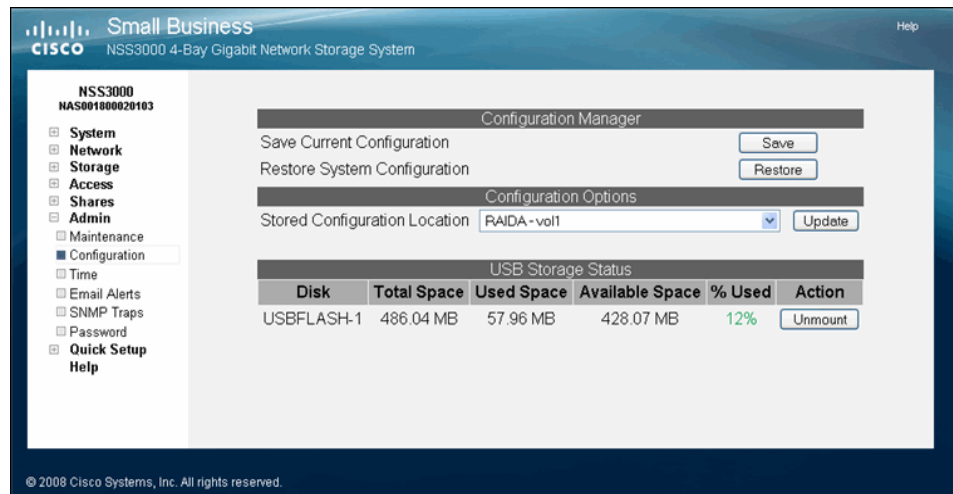 Small Business
CISCO NSS3000 4-Bay Gigabit Network Storage System
Help
NSS3000
NAS001800020103
System
Network
Storage
Access
Shares
Admin
Maintenance
Configuration
Time
Email Alerts
SNMP Traps
Password
Quick Setup
Help
Configuration Manager
Save Current Configuration Save
Restore System Configuration Restore
Configuration Options
Stored Configuration Location RAIDA-vol1 Update
USB Storage Status
Disk Total Space Used Space Available Space % Used Action
USBFLASH-1 486.04 MB 57.96 MB 428.07 MB 12% Unmount
© 2008 Cisco Systems, Inc. All rights reserved.